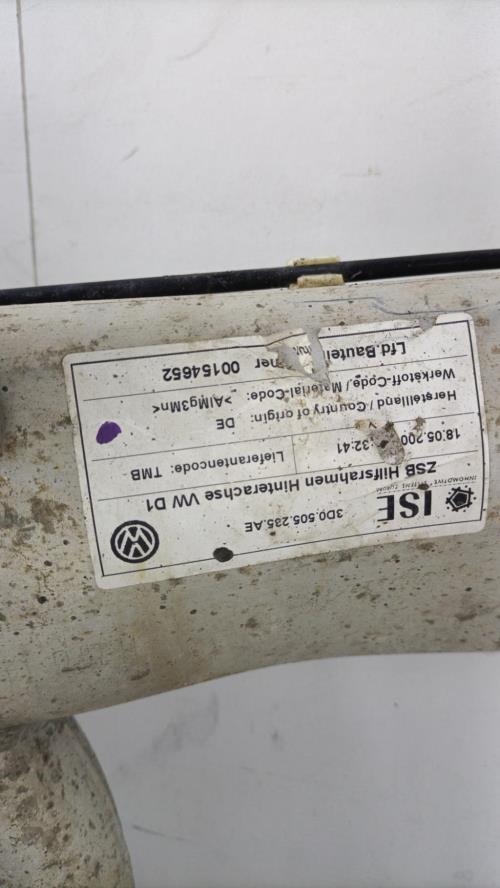 ISE
INNOMOTIVE SYSTEMS EUROPE
3D0.505.235.AE
ZSB Hilfsrahmen Hinterachse VW D1
18.05.200 :32:41 Lieferantencode: TMB
Herstellland / Country of origin: DE
Werkstoff-Code, / Material-Code: >AlMg3Mn<
Lfd.Bauteil 00154652